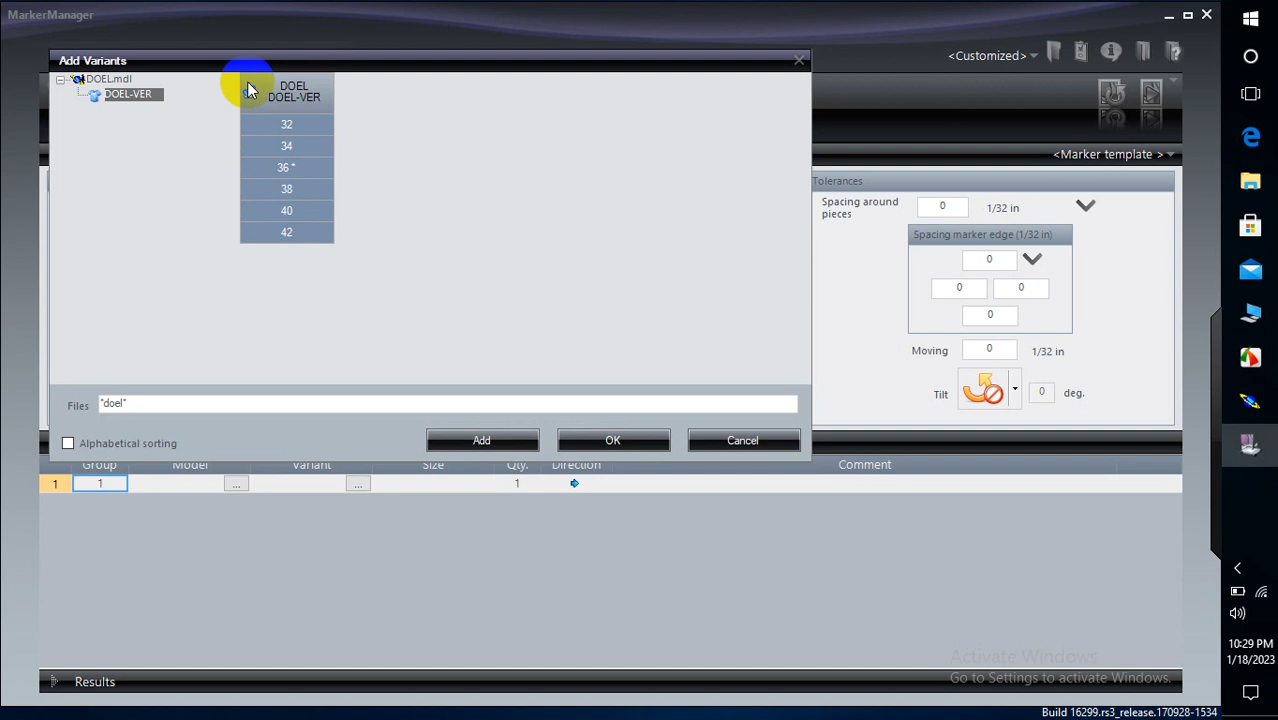 MarkerManager
<Customized>
Add Variants
DOEL.mdl
DOEL-VER
DOEL
DOEL-VER
32
34
36 *
38
40
42
<Marker template >
Tolerances
Spacing around
pieces
0
1/32 in
Spacing marker edge (1/32 in)
0
0
0
0
Moving
0
1/32 in
Tilt
0
deg.
Files
*doel*
Alphabetical sorting
Add
OK
Cancel
Group
Model
Variant
Size
Qty.
Direction
Comment
1
1
...
...
1
Results
Activate Windows
Go to Settings to activate Windows.
10:29 PM
1/18/2023
Build 16299.rs3_release.170928-1534